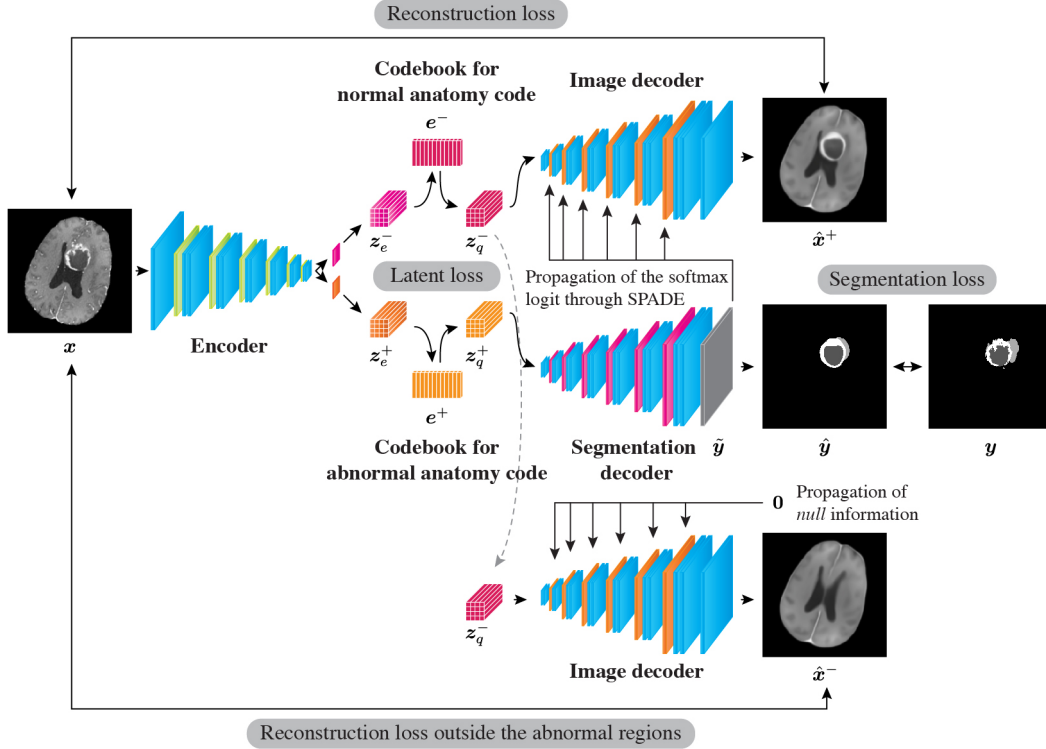 Reconstruction loss
Codebook for
normal anatomy code
e⁻
Image decoder
x̂⁺
zₑ⁻
z_q⁻
Latent loss
Propagation of the softmax
logit through SPADE
Segmentation loss
x
Encoder
zₑ⁺
z_q⁺
e⁺
Codebook for
abnormal anatomy code
Segmentation
decoder
ỹ
ŷ
y
0
Propagation of
null information
z_q⁻
Image decoder
x̂⁻
Reconstruction loss outside the abnormal regions